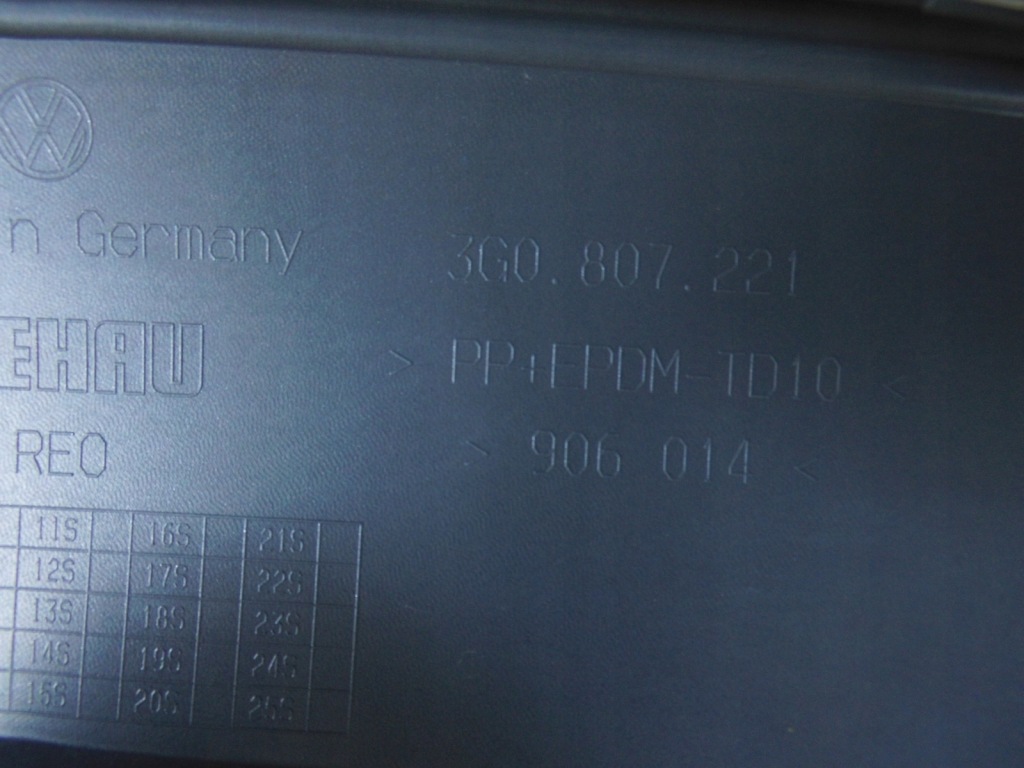 n Germany
3G0.807.221
EHAU
> PP+EPDM-TD10 <
REO
> 906 014 <
11S 16S 21S
12S 17S 22S
13S 18S 23S
14S 19S 24S
15S 20S 25S